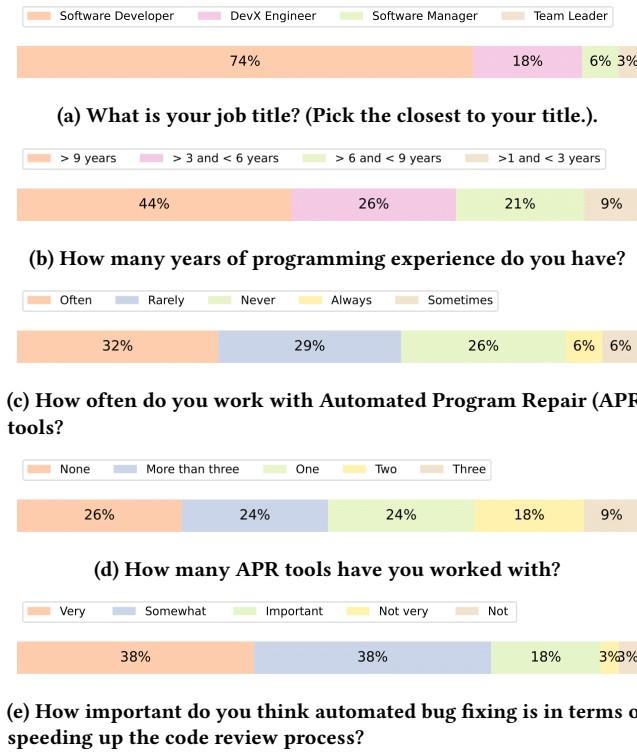 Software Developer DevX Engineer Software Manager Team Leader
74% 18% 6% 3%
(a) What is your job title? (Pick the closest to your title.).
> 9 years > 3 and < 6 years > 6 and < 9 years >1 and < 3 years
44% 26% 21% 9%
(b) How many years of programming experience do you have?
Often Rarely Never Always Sometimes
32% 29% 26% 6% 6%
(c) How often do you work with Automated Program Repair (APR
tools?
None More than three One Two Three
26% 24% 24% 18% 9%
(d) How many APR tools have you worked with?
Very Somewhat Important Not very Not
38% 38% 18% 3% 3%
(e) How important do you think automated bug fixing is in terms o
speeding up the code review process?